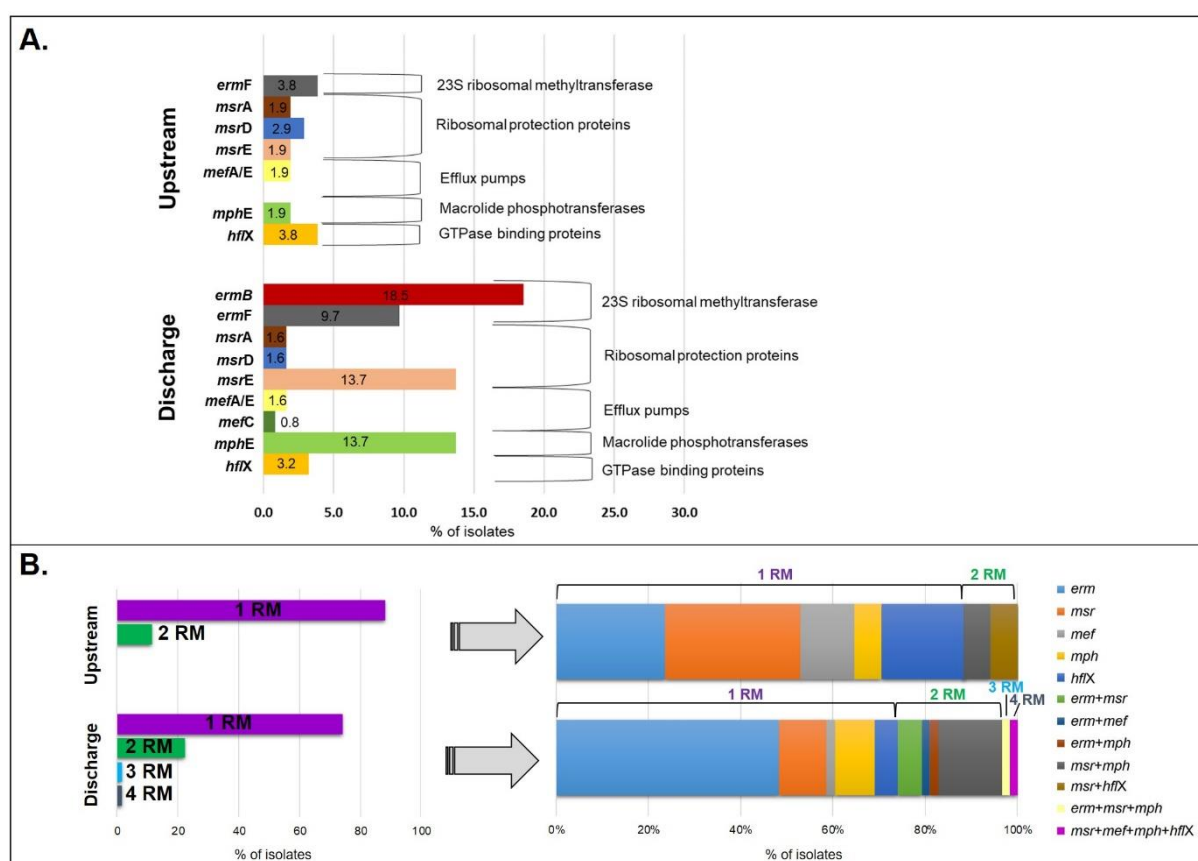 A.
Upstream
ermF 3.8 23S ribosomal methyltransferase
msrA 1.9
msrD 2.9 Ribosomal protection proteins
msrE 1.9
mefA/E 1.9 Efflux pumps
mphE 1.9 Macrolide phosphotransferases
hflX 3.8 GTPase binding proteins
Discharge
ermB 18.5 23S ribosomal methyltransferase
ermF 9.7
msrA 1.6
msrD 1.6 Ribosomal protection proteins
msrE 13.7
mefA/E 1.6 Efflux pumps
mefC 0.8
mphE 13.7 Macrolide phosphotransferases
hflX 3.2 GTPase binding proteins
0.0 5.0 10.0 15.0 20.0 25.0 30.0
% of isolates
B.
Upstream
1 RM
2 RM
Discharge
1 RM
2 RM
3 RM
4 RM
0 20 40 60 80 100
% of isolates
1 RM 2 RM
3 RM
1 RM 2 RM 4 RM
0% 20% 40% 60% 80% 100%
% of isolates
erm
msr
mef
mph
hflX
erm+msr
erm+mef
erm+mph
msr+mph
msr+hflX
erm+msr+mph
msr+mef+mph+hflX